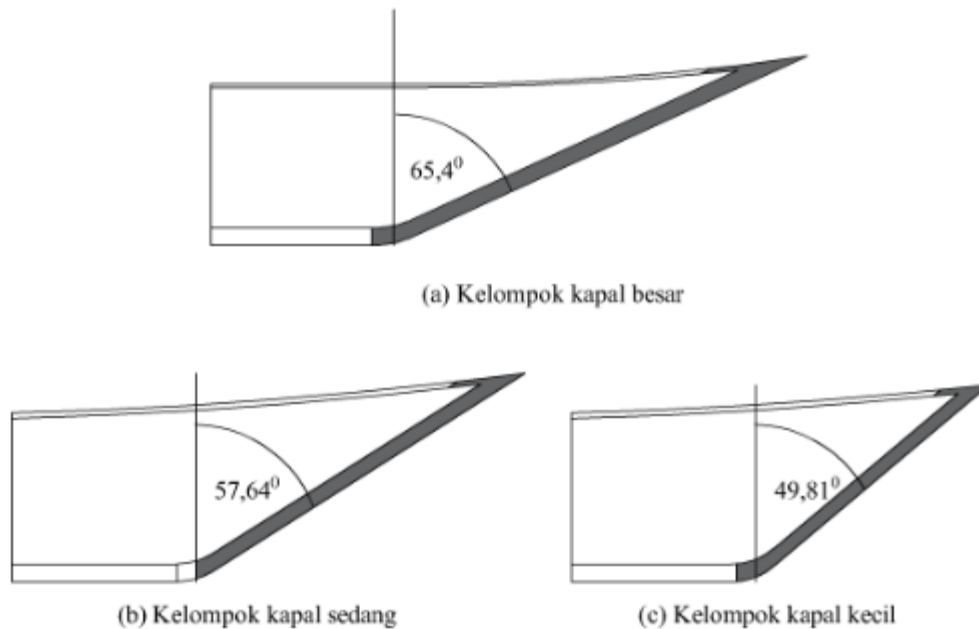 65,4⁰
(a) Kelompok kapal besar
57,64⁰
49,81⁰
(b) Kelompok kapal sedang
(c) Kelompok kapal kecil